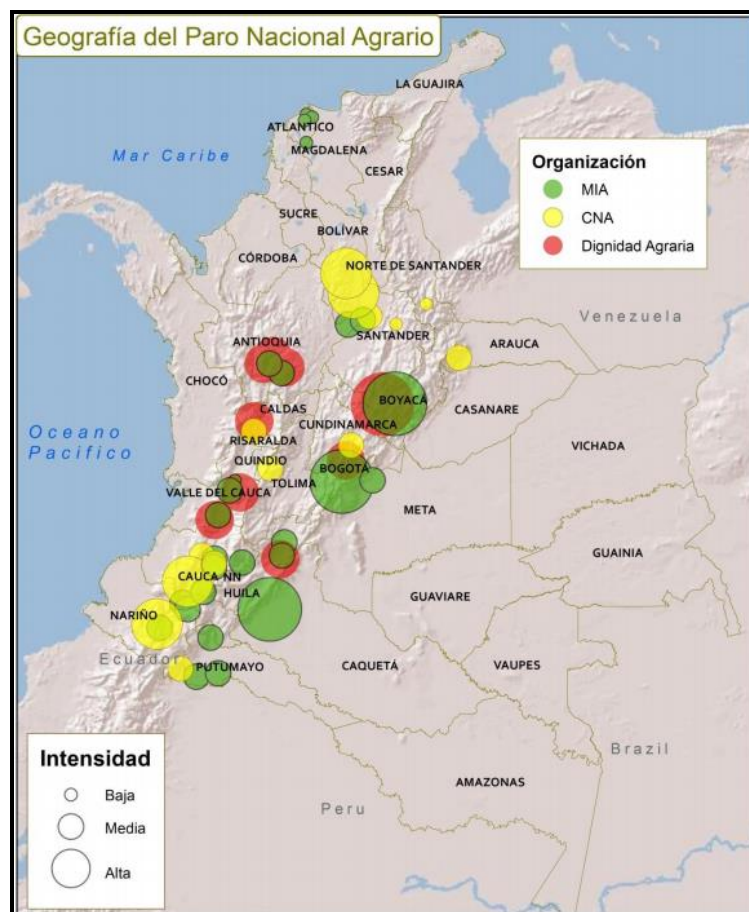 Geografía del Paro Nacional Agrario
LA GUAJIRA
ATLANTICO
Mar Caribe
MAGDALENA
CESAR
Organización
MIA
CNA
Dignidad Agraria
SUCRE
BOLÍVAR
CÓRDOBA
NORTE DE SANTANDER
Venezuela
SANTANDER
ARAUCA
ANTIOQUIA
CHOCÓ
BOYACA
CASANARE
CALDAS
CUNDINAMARCA
Oceano
Pacifico
RISARALDA
VICHADA
QUINDIO
BOGOTÁ
TOLIMA
VALLE DEL CAUCA
META
GUAINIA
CAUCA
NN
HUILA
GUAVIARE
NARIÑO
Ecuador
PUTUMAYO
CAQUETÁ
VAUPES
Intensidad
Baja
Media
Alta
Brazil
AMAZONAS
Peru